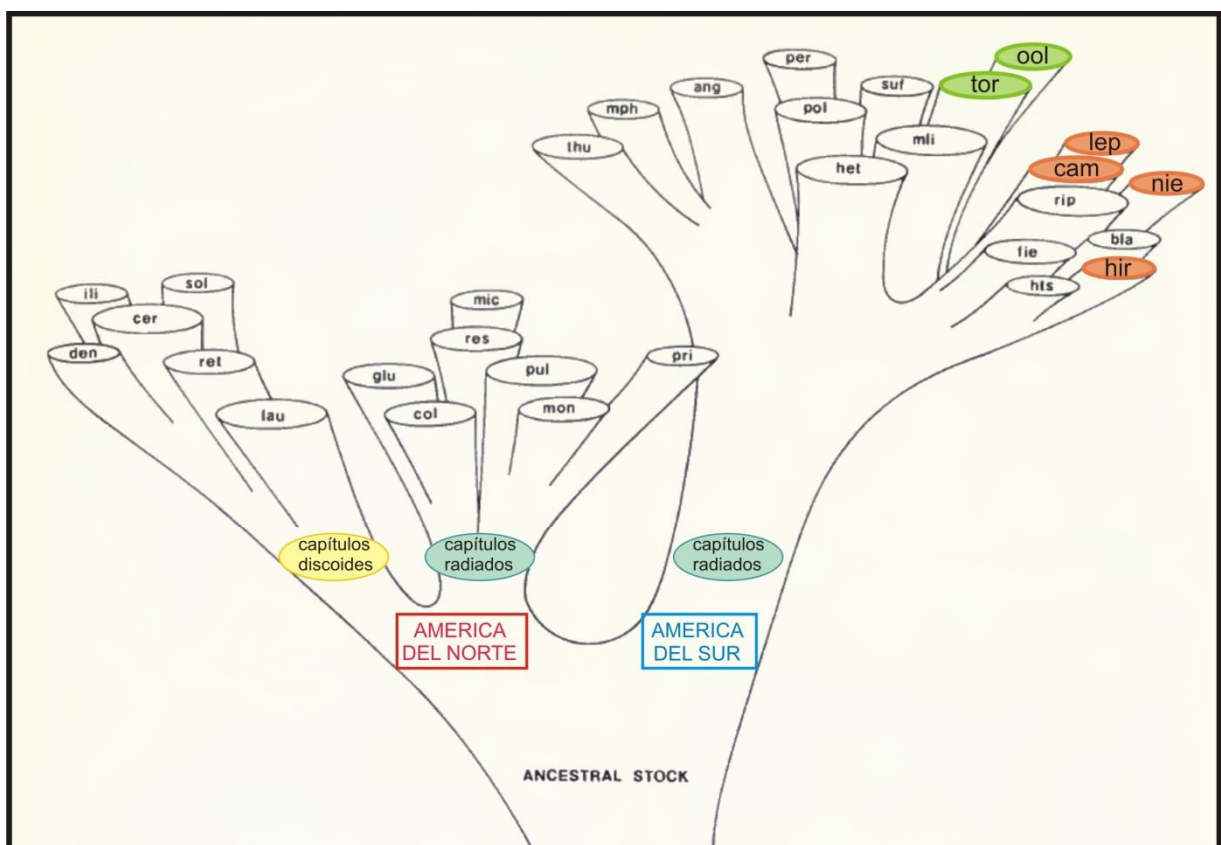 per
ool
suf
tor
ang
mph
pol
thu
mli
lep
het
cam
nie
rip
bla
fie
hir
hts
sol
ili
cer
mic
res
den
ret
pri
glu
pul
lau
col
mon
capítulos
discoides
capítulos
radiados
capítulos
radiados
AMERICA
DEL NORTE
AMERICA
DEL SUR
ANCESTRAL STOCK